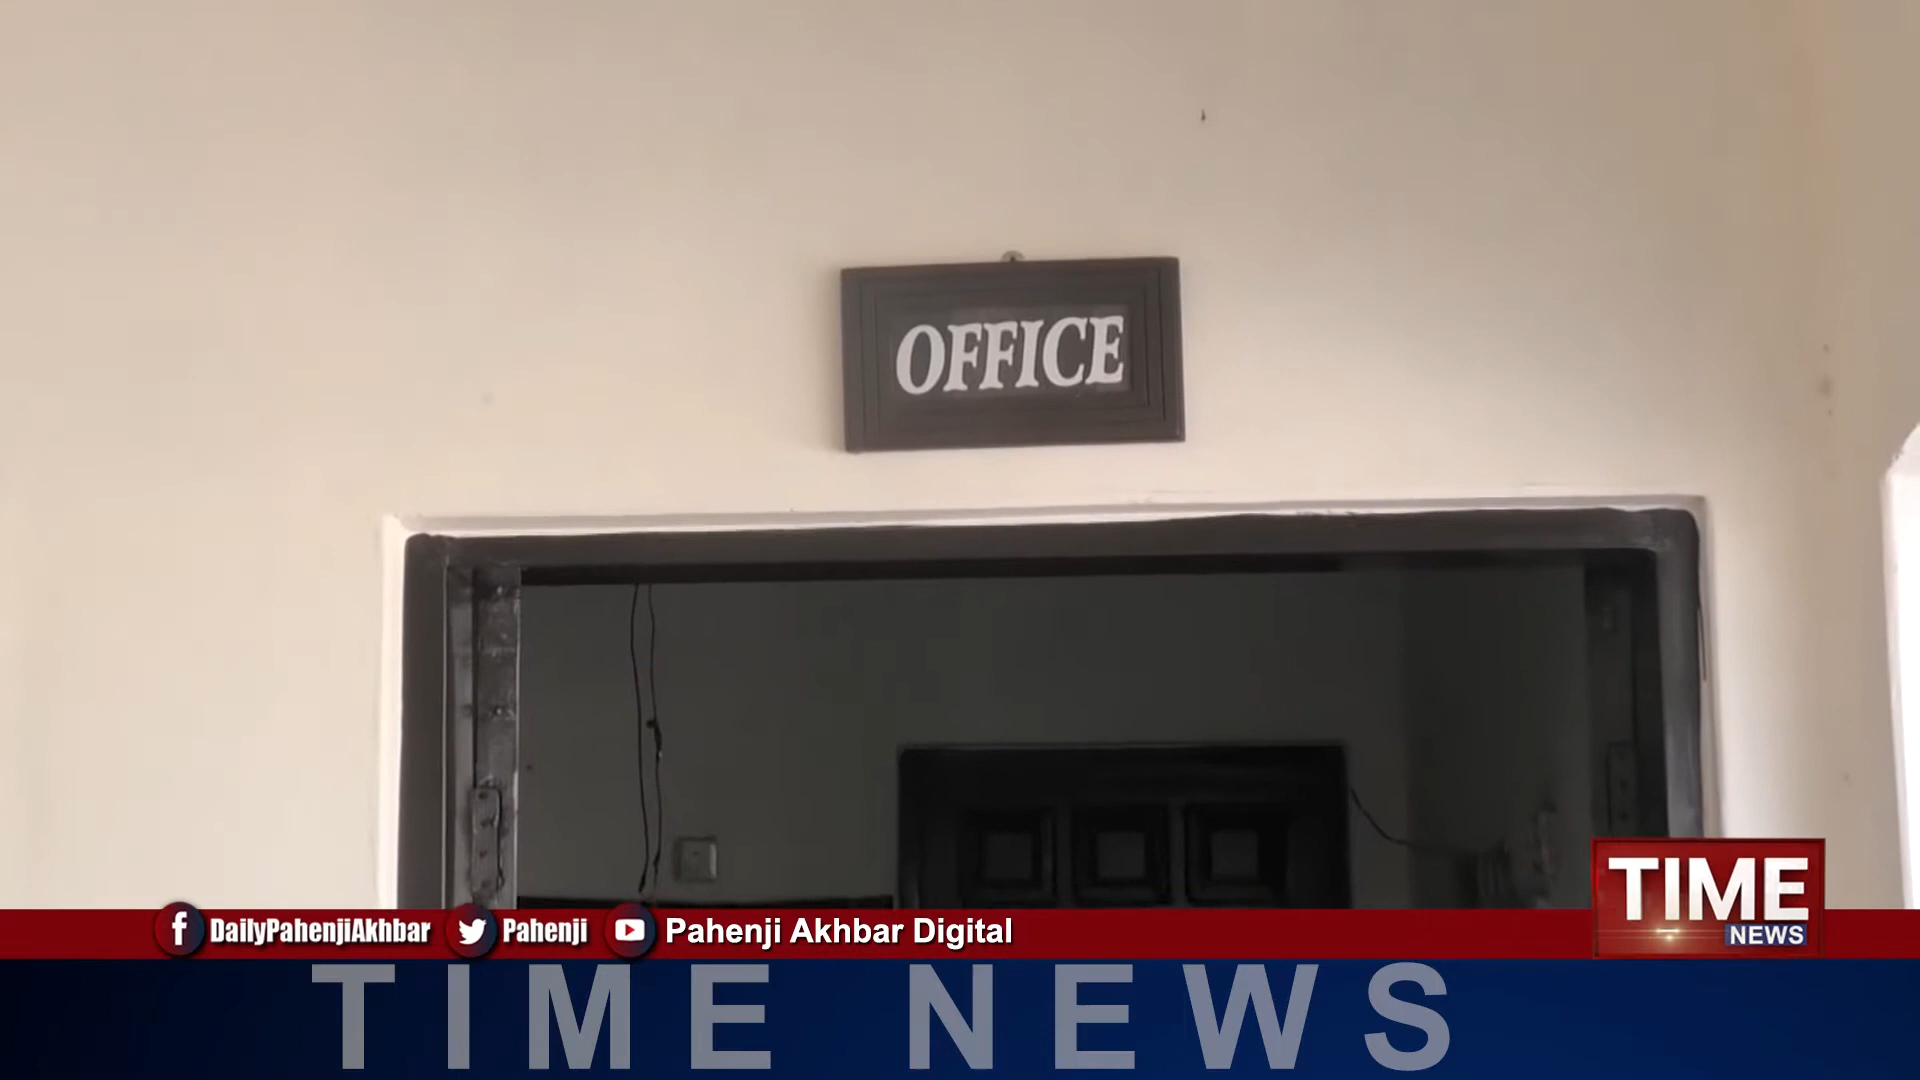 OFFICE
TIME
NEWS
DailyPahenjiAkhbar Pahenji Pahenji Akhbar Digital
TIME NEWS